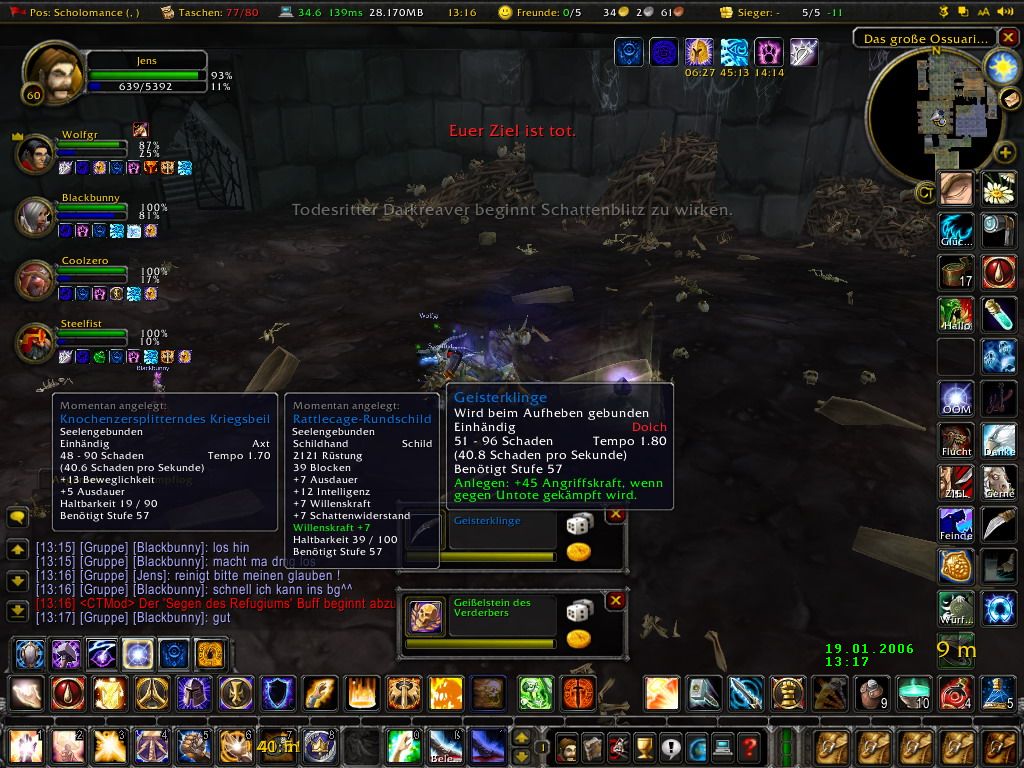 Pos: Scholomance (, )
Taschen: 77/80
34.6 139ms 28.170MB
13:16
Freunde: 0/5
34 2 61
Sieger: - 5/5 -11
Das große Ossuari...
N
Jens
93%
639/5392 11%
60
06:27 45:13 14:14
Euer Ziel ist tot.
Wolfgr
87%
25%
Blackbunny
100%
81%
Todesritter Darkreaver beginnt Schattenblitz zu wirken.
Coolzero
100%
17%
Steelfist
100%
10%
Blackbunny
CT
Glüc...
17
Hallo
OOM
Flucht
Danke
ZIEL
Gerne
Feinde
Würf...
9 m
Momentan angelegt:
Knochenzersplitterndes Kriegsbeil
Seelengebunden
Einhändig Axt
48 - 90 Schaden Tempo 1.70
(40.6 Schaden pro Sekunde)
+13 Beweglichkeit
+5 Ausdauer
Haltbarkeit 19 / 90
Benötigt Stufe 57
Momentan angelegt:
Rattlecage-Rundschild
Seelengebunden
Schildhand Schild
2121 Rüstung
39 Blocken
+7 Ausdauer
+12 Intelligenz
+7 Willenskraft
+7 Schattenwiderstand
Willenskraft +7
Haltbarkeit 39 / 100
Benötigt Stufe 57
Geisterklinge
Wird beim Aufheben gebunden
Einhändig Dolch
51 - 96 Schaden Tempo 1.80
(40.8 Schaden pro Sekunde)
Benötigt Stufe 57
Anlegen: +45 Angriffskraft, wenn
gegen Untote gekämpft wird.
Geisterklinge
Geißelstein des
Verderbers
[13:15] [Gruppe] [Blackbunny]: los hin
[13:15] [Gruppe] [Blackbunny]: macht ma drig los
[13:16] [Gruppe] [Jens]: reinigt bitte meinen glauben !
[13:16] [Gruppe] [Blackbunny]: schnell ich kann ins bg^^
[13:16] <CTMod> Der 'Segen des Refugiums' Buff beginnt abzu
[13:17] [Gruppe] [Blackbunny]: gut
19.01.2006
13:17
9 10 4 5
40 m
Bele...
1